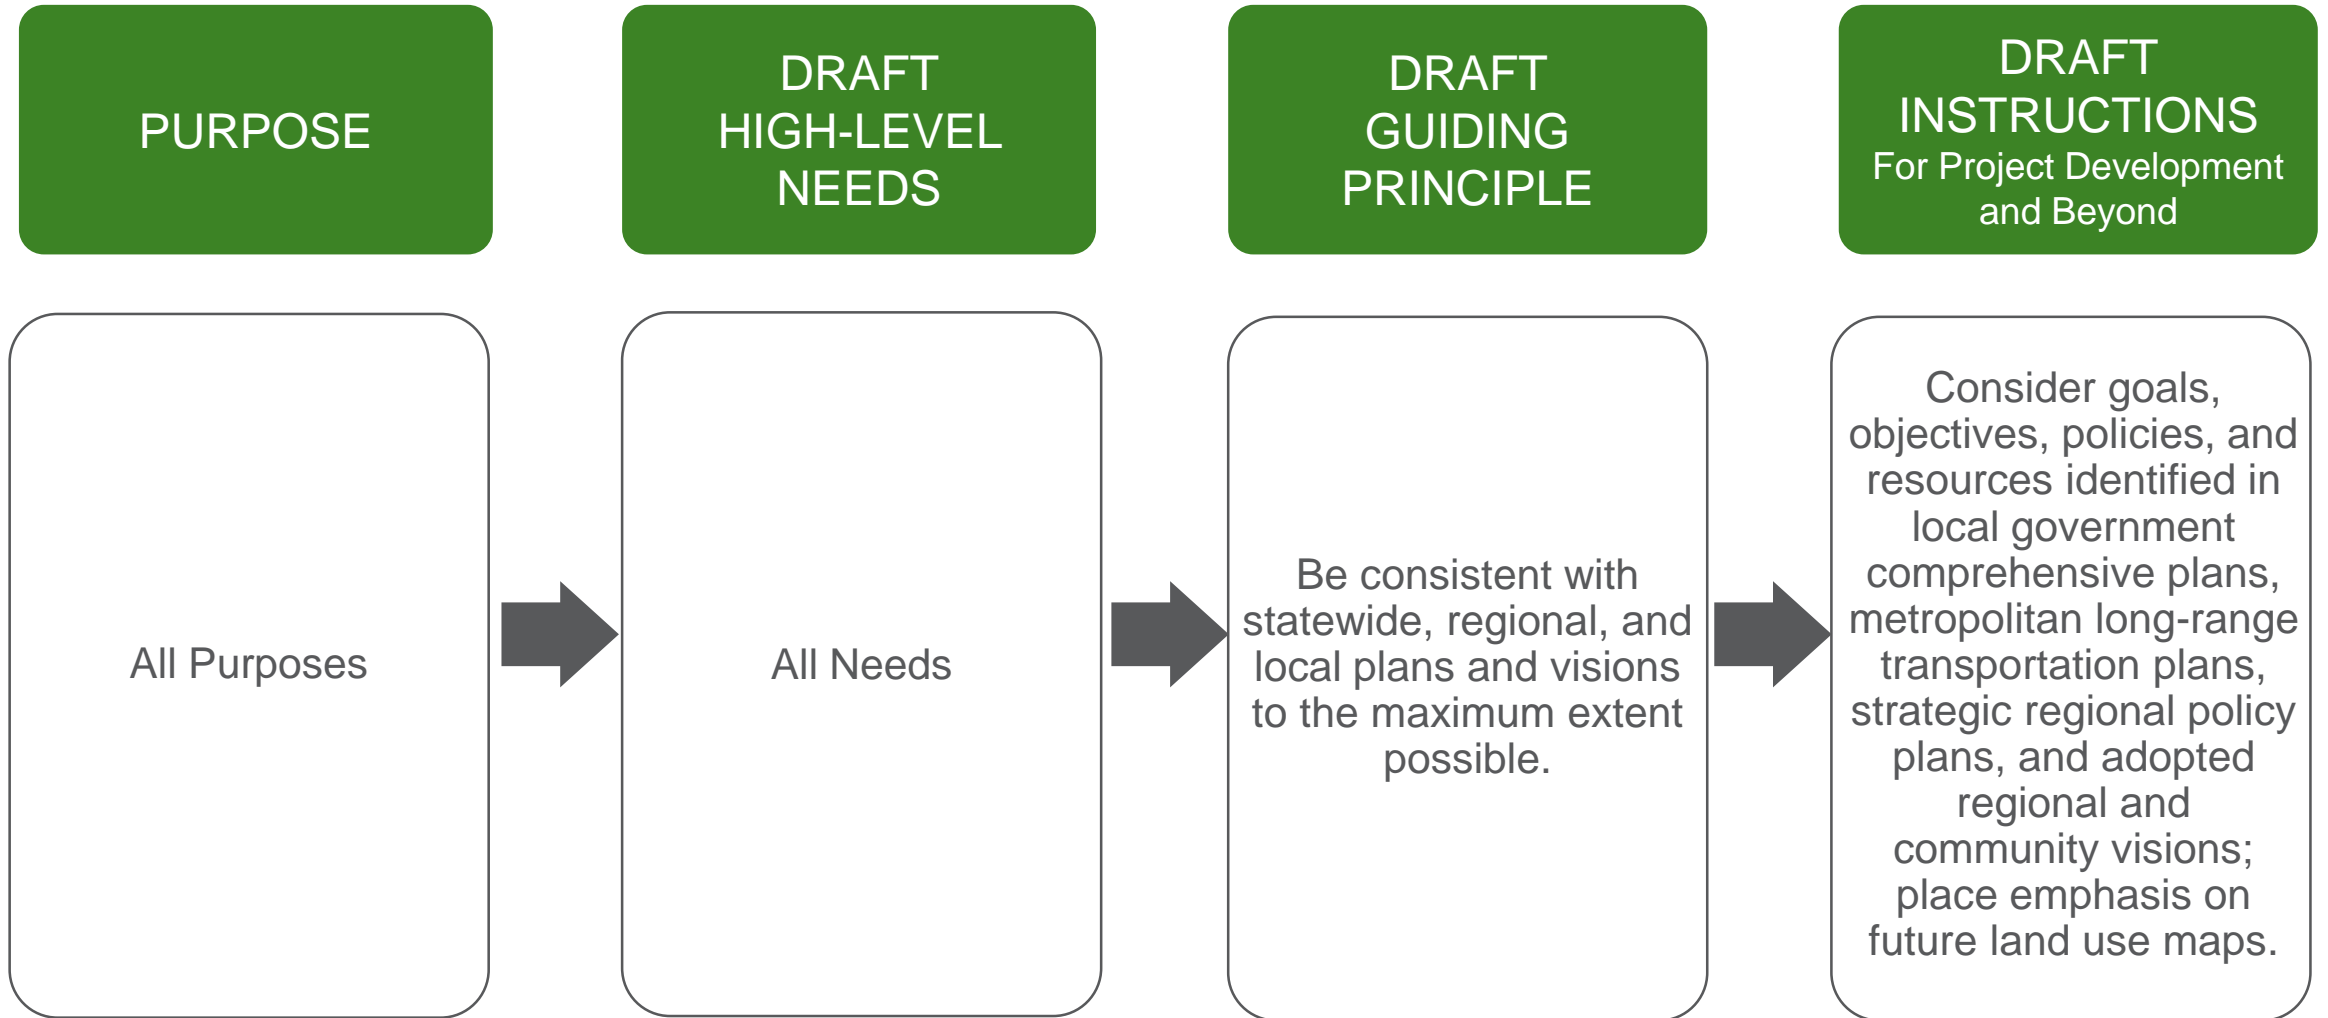 PURPOSE
DRAFT
HIGH-LEVEL
NEEDS
DRAFT
GUIDING
PRINCIPLE
DRAFT
INSTRUCTIONS
For Project Development
and Beyond
All Purposes
All Needs
Be consistent with
statewide, regional, and
local plans and visions
to the maximum extent
possible.
Consider goals,
objectives, policies, and
resources identified in
local government
comprehensive plans,
metropolitan long-range
transportation plans,
strategic regional policy
plans, and adopted
regional and
community visions;
place emphasis on
future land use maps.